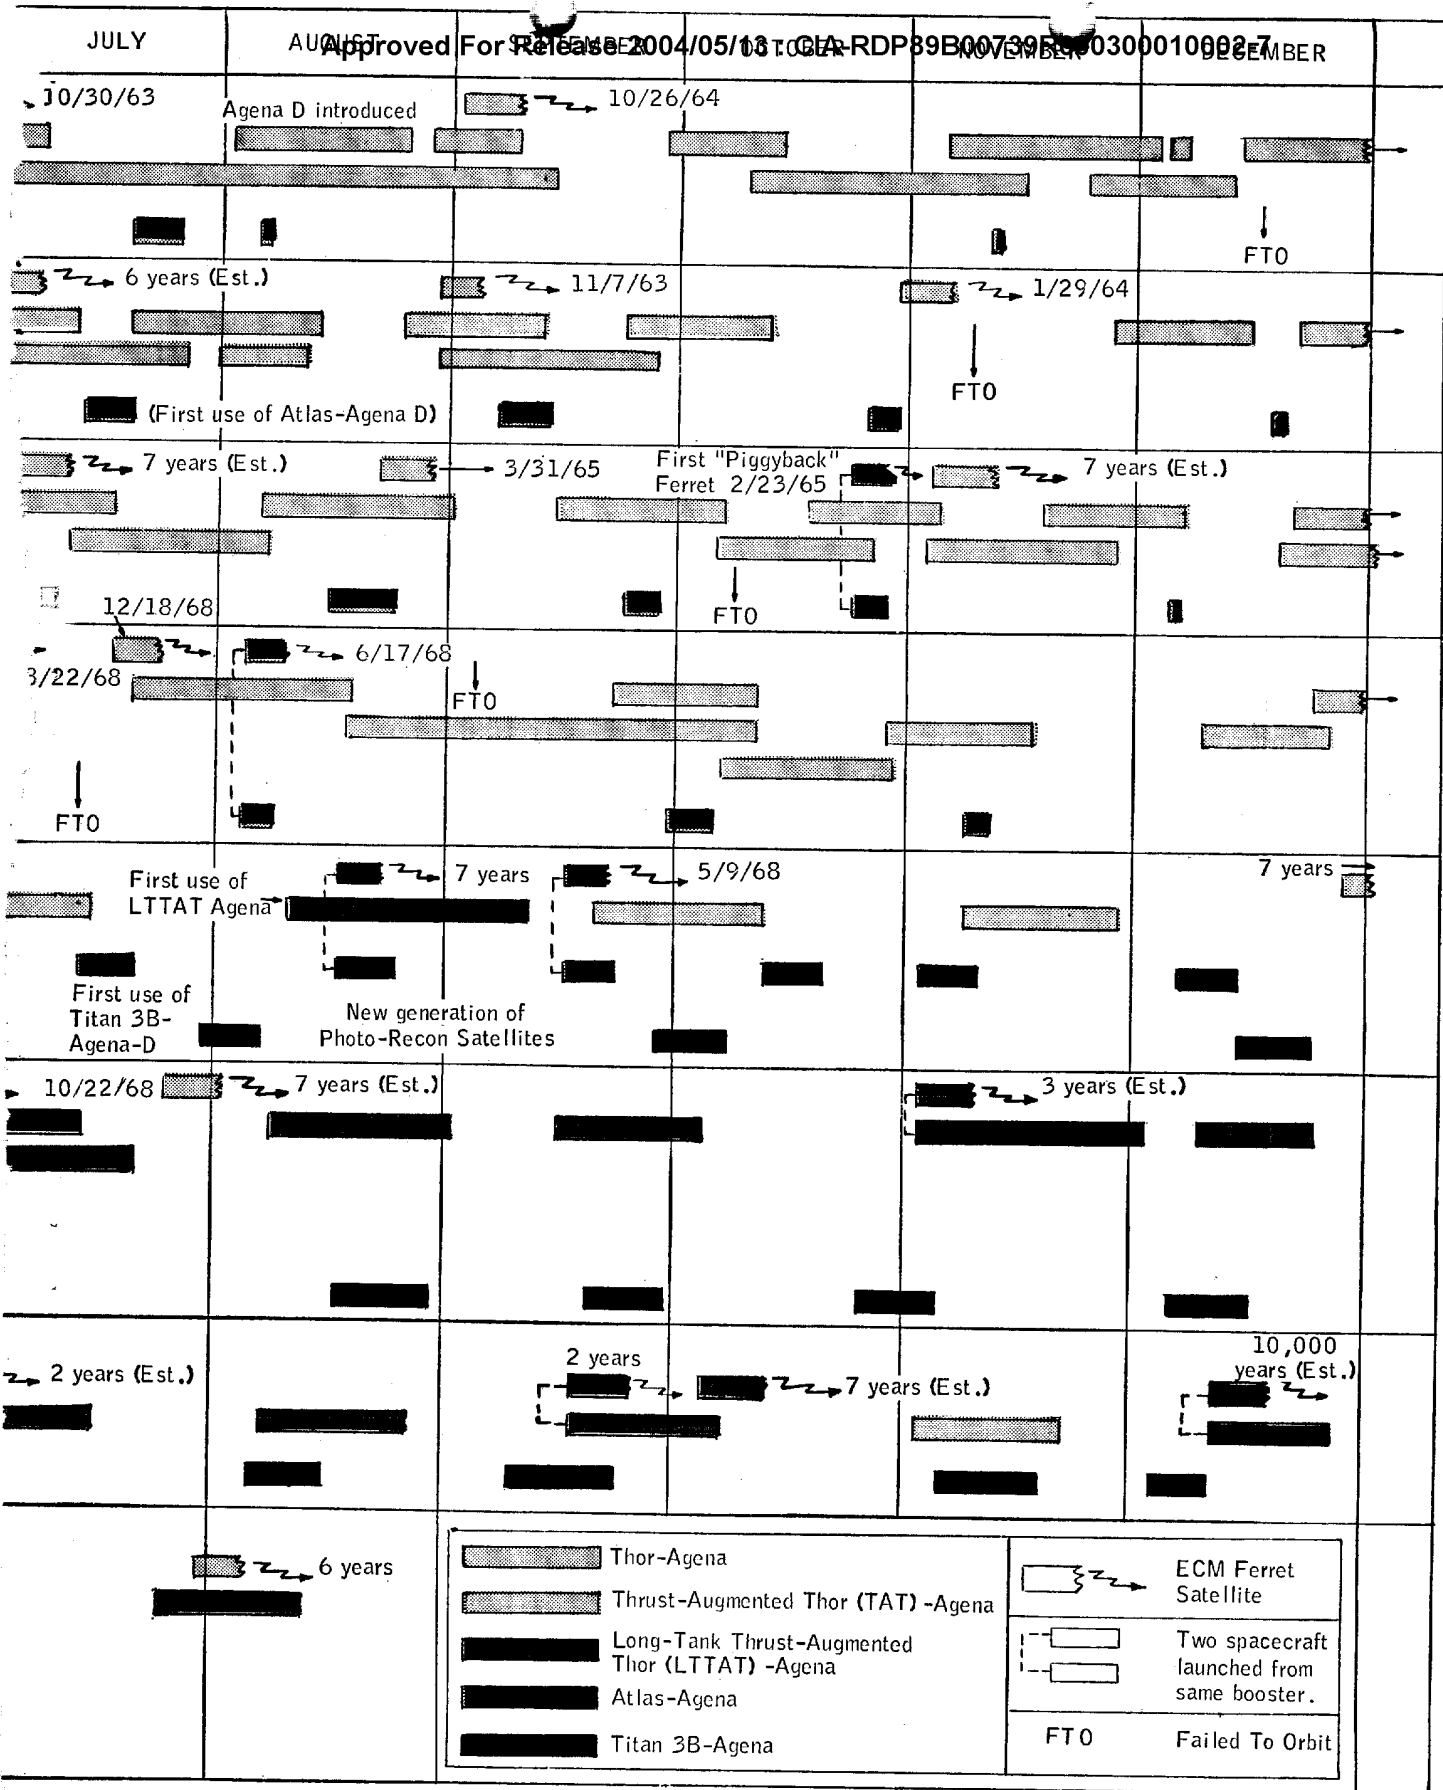 JULY AUGUST SEPTEMBER OCTOBER NOVEMBER DECEMBER
Approved For Release 2004/05/13 : CIA-RDP89B00739R000300010002-7
10/30/63
Agena D introduced
10/26/64
FTO
6 years (Est.)
11/7/63
1/29/64
FTO
(First use of Atlas-Agena D)
7 years (Est.)
3/31/65
First "Piggyback"
Ferret 2/23/65
7 years (Est.)
FTO
12/18/68
6/17/68
3/22/68
FTO
FTO
7 years
First use of
LTTAT Agena
7 years
5/9/68
First use of
Titan 3B-
Agena-D
New generation of
Photo-Recon Satellites
10/22/68
7 years (Est.)
3 years (Est.)
10,000
years (Est.)
2 years (Est.)
2 years
7 years (Est.)
6 years
Thor-Agena
Thrust-Augmented Thor (TAT) -Agena
Long-Tank Thrust-Augmented
Thor (LTTAT) -Agena
Atlas-Agena
Titan 3B-Agena
ECM Ferret
Satellite
Two spacecraft
launched from
same booster.
FTO Failed To Orbit